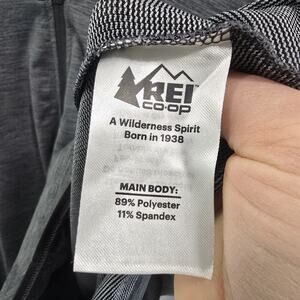 REI
CO·OP
A Wilderness Spirit
Born in 1938
MAIN BODY:
89% Polyester
11% Spandex